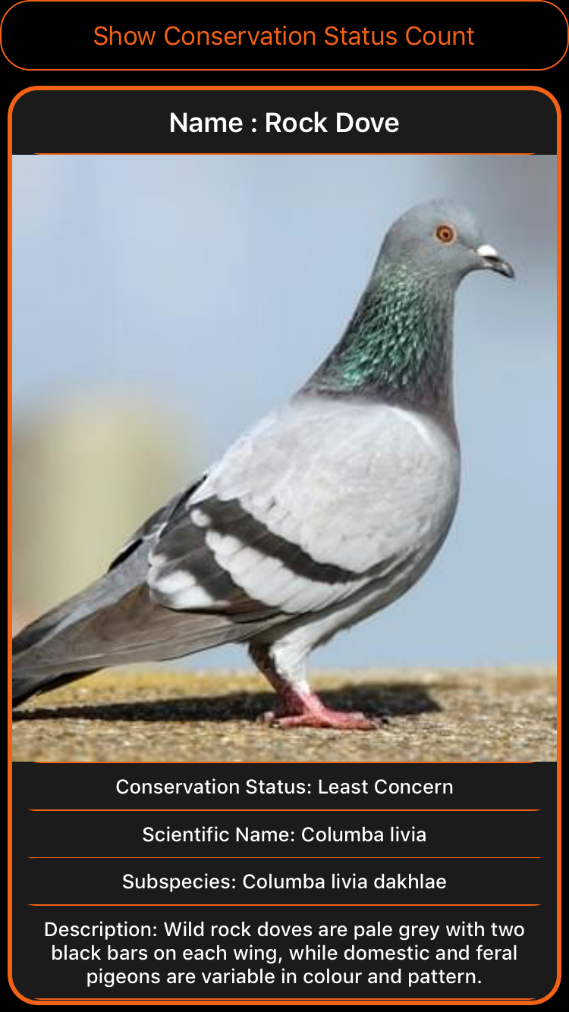 Show Conservation Status Count
Name : Rock Dove
Conservation Status: Least Concern
Scientific Name: Columba livia
Subspecies: Columba livia dakhlae
Description: Wild rock doves are pale grey with two
black bars on each wing, while domestic and feral
pigeons are variable in colour and pattern.